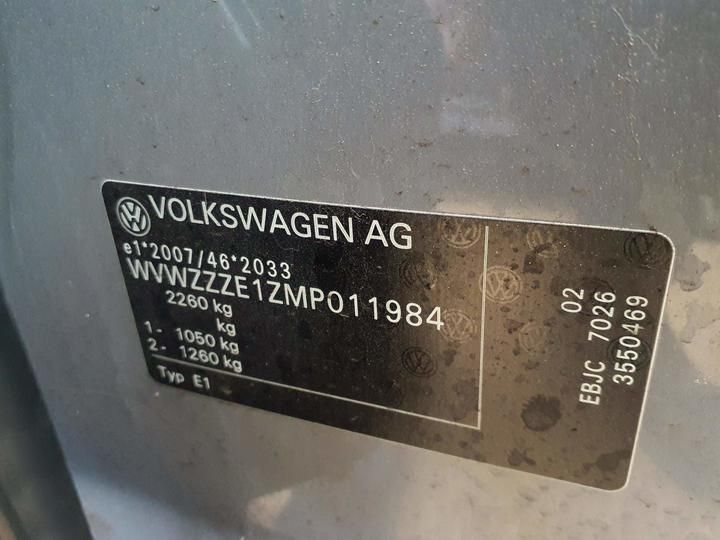 VOLKSWAGEN AG
e1*2007/46*2033
WVWZZZE1ZMP011984
2260 kg
kg
1- 1050 kg
2- 1260 kg
Typ E1
02
EBJC 7026
3550469